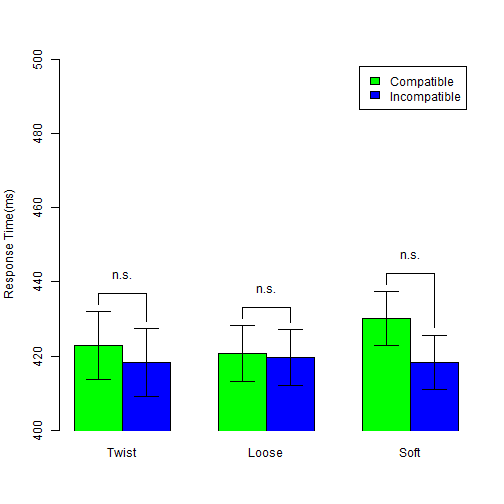 500
480
460
440
420
400
Response Time(ms)
Compatible
Incompatible
n.s.
n.s.
n.s.
Twist
Loose
Soft